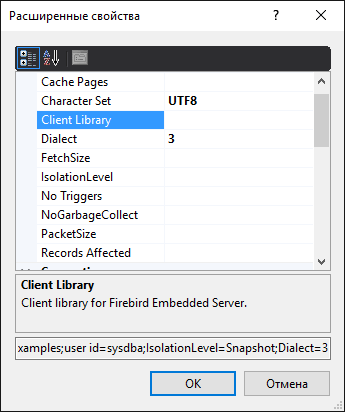 Расширенные свойства
Cache Pages
Character Set UTF8
Client Library
Dialect 3
FetchSize
IsolationLevel
No Triggers
NoGarbageCollect
PacketSize
Records Affected
Client Library
Client library for Firebird Embedded Server.
xamples;user id=sysdba;IsolationLevel=Snapshot;Dialect=3
OK
Отмена